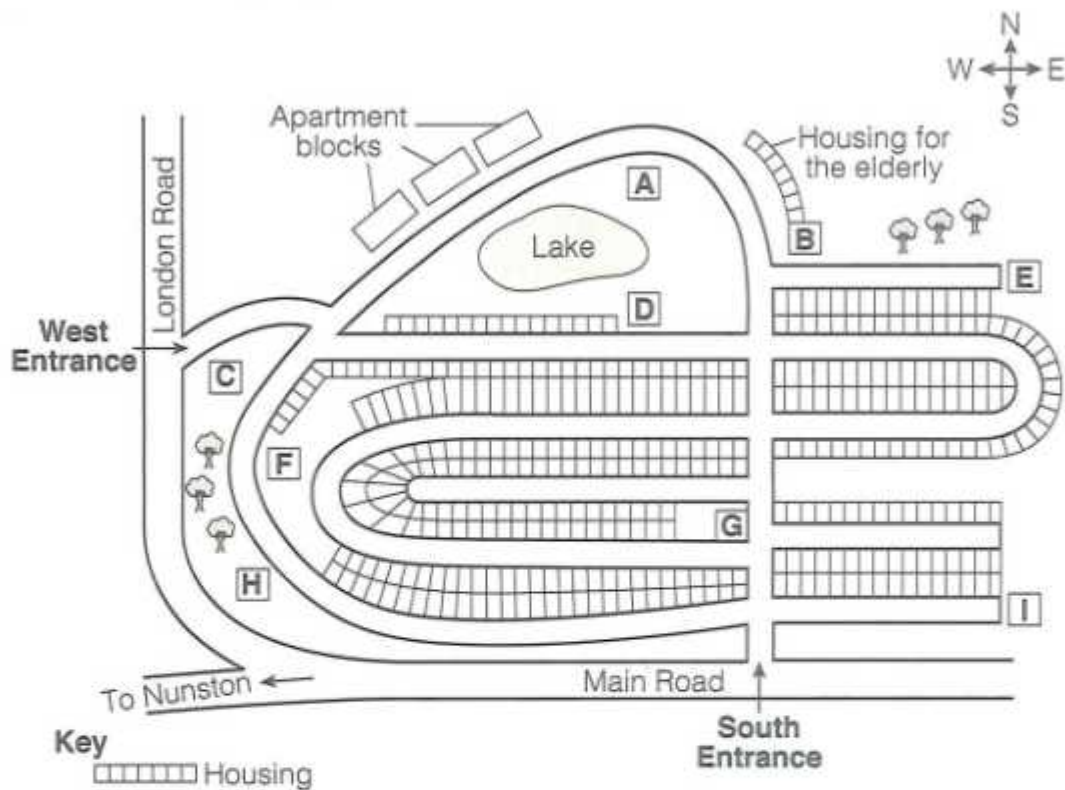 N
W E
S
Apartment
blocks
Housing for
the elderly
London Road
A
B
Lake
E
D
West
Entrance
C
F
G
H
I
Main Road
To Nunston
South
Entrance
Key
Housing